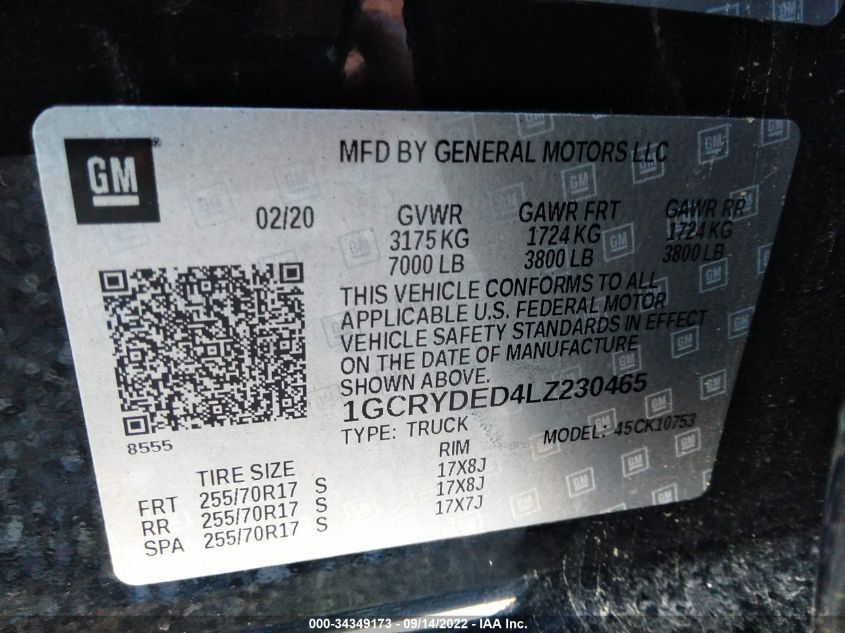 GM
MFD BY GENERAL MOTORS LLC
02/20
GVWR GAWR FRT GAWR RR
3175 KG 1724 KG 1724 KG
7000 LB 3800 LB 3800 LB
THIS VEHICLE CONFORMS TO ALL
APPLICABLE U.S. FEDERAL MOTOR
VEHICLE SAFETY STANDARDS IN EFFECT
ON THE DATE OF MANUFACTURE
SHOWN ABOVE.
1GCRYDED4LZ230465
8555
TYPE: TRUCK MODEL: 45CK10753
TIRE SIZE RIM
FRT 255/70R17 S 17X8J
RR 255/70R17 S 17X8J
SPA 255/70R17 S 17X7J
000-34349173 - 09/14/2022 - IAA Inc.